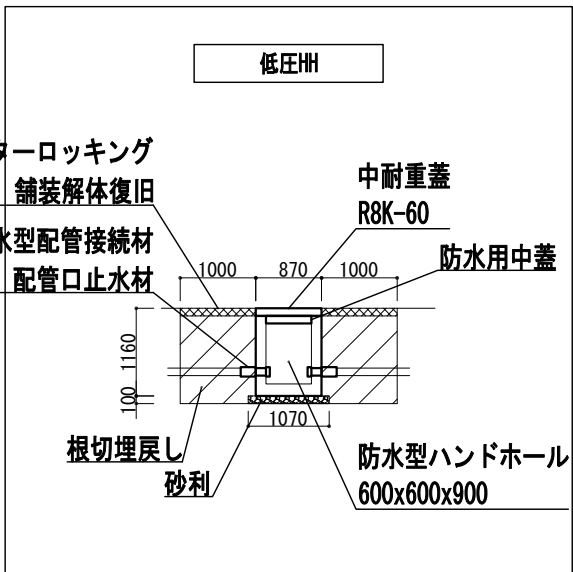 低圧HH
ターロッキング
舗装解体復旧
水型配管接続材
配管口止水材
中耐重蓋
R8K-60
防水用中蓋
1000
870
1000
1160
100
1070
根切埋戻し
砂利
防水型ハンドホール
600x600x900